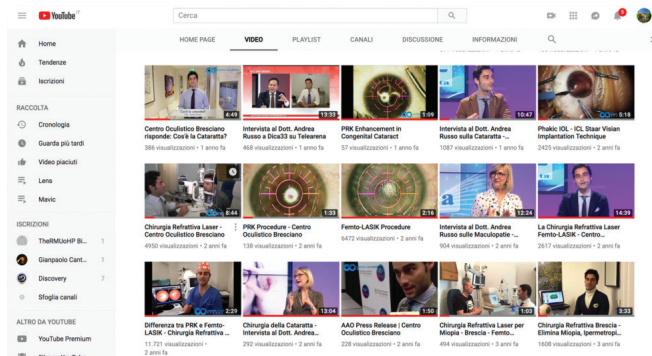 YouTube IT
Cerca
9
HOME PAGE VIDEO PLAYLIST CANALI DISCUSSIONE INFORMAZIONI
Home
Tendenze
Iscrizioni
RACCOLTA
Cronologia
Guarda più tardi
Video piaciuti
Lens
Mavic
ISCRIZIONI
TheRMUoHP Bi... 1
Gianpaolo Cant... 1
Discovery 7
Sfoglia canali
ALTRO DA YOUTUBE
YouTube Premium
4:49
Centro Oculistico Bresciano
risponde: Cos'è la Cataratta?
386 visualizzazioni • 1 anno fa
13:33
Intervista al Dott. Andrea
Russo a Dica33 su Telearena
468 visualizzazioni • 1 anno fa
1:09
PRK Enhancement in
Congenital Cataract
57 visualizzazioni • 1 anno fa
10:47
Intervista al Dott. Andrea
Russo sulla Cataratta -...
1087 visualizzazioni • 1 anno fa
5:18
Phakic IOL - ICL Staar Visian
Implantation Technique
2425 visualizzazioni • 2 anni fa
8:44
Chirurgia Refrattiva Laser -
Centro Oculistico Bresciano
4950 visualizzazioni • 2 anni fa
1:33
PRK Procedure - Centro
Oculistico Bresciano
138 visualizzazioni • 2 anni fa
2:16
Femto-LASIK Procedure
6472 visualizzazioni • 2 anni fa
12:24
Intervista al Dott. Andrea
Russo sulle Maculopatie -...
904 visualizzazioni • 2 anni fa
14:39
La Chirurgia Refrattiva Laser
Femto-LASIK - Centro...
2617 visualizzazioni • 2 anni fa
2:29
Differenza tra PRK e Femto-
LASIK - Chirurgia Refrattiva ...
11.721 visualizzazioni •
2 anni fa
13:04
Chirurgia della Cataratta -
Intervista al Dott. Andrea...
292 visualizzazioni • 2 anni fa
1:50
AAO Press Release | Centro
Oculistico Bresciano
228 visualizzazioni • 2 anni fa
1:03
Chirurgia Refrattiva Laser per
Miopia - Brescia - Femto...
494 visualizzazioni • 3 anni fa
3:33
Chirurgia Refrattiva Brescia -
Elimina Miopia, Ipermetropi...
1608 visualizzazioni • 3 anni fa